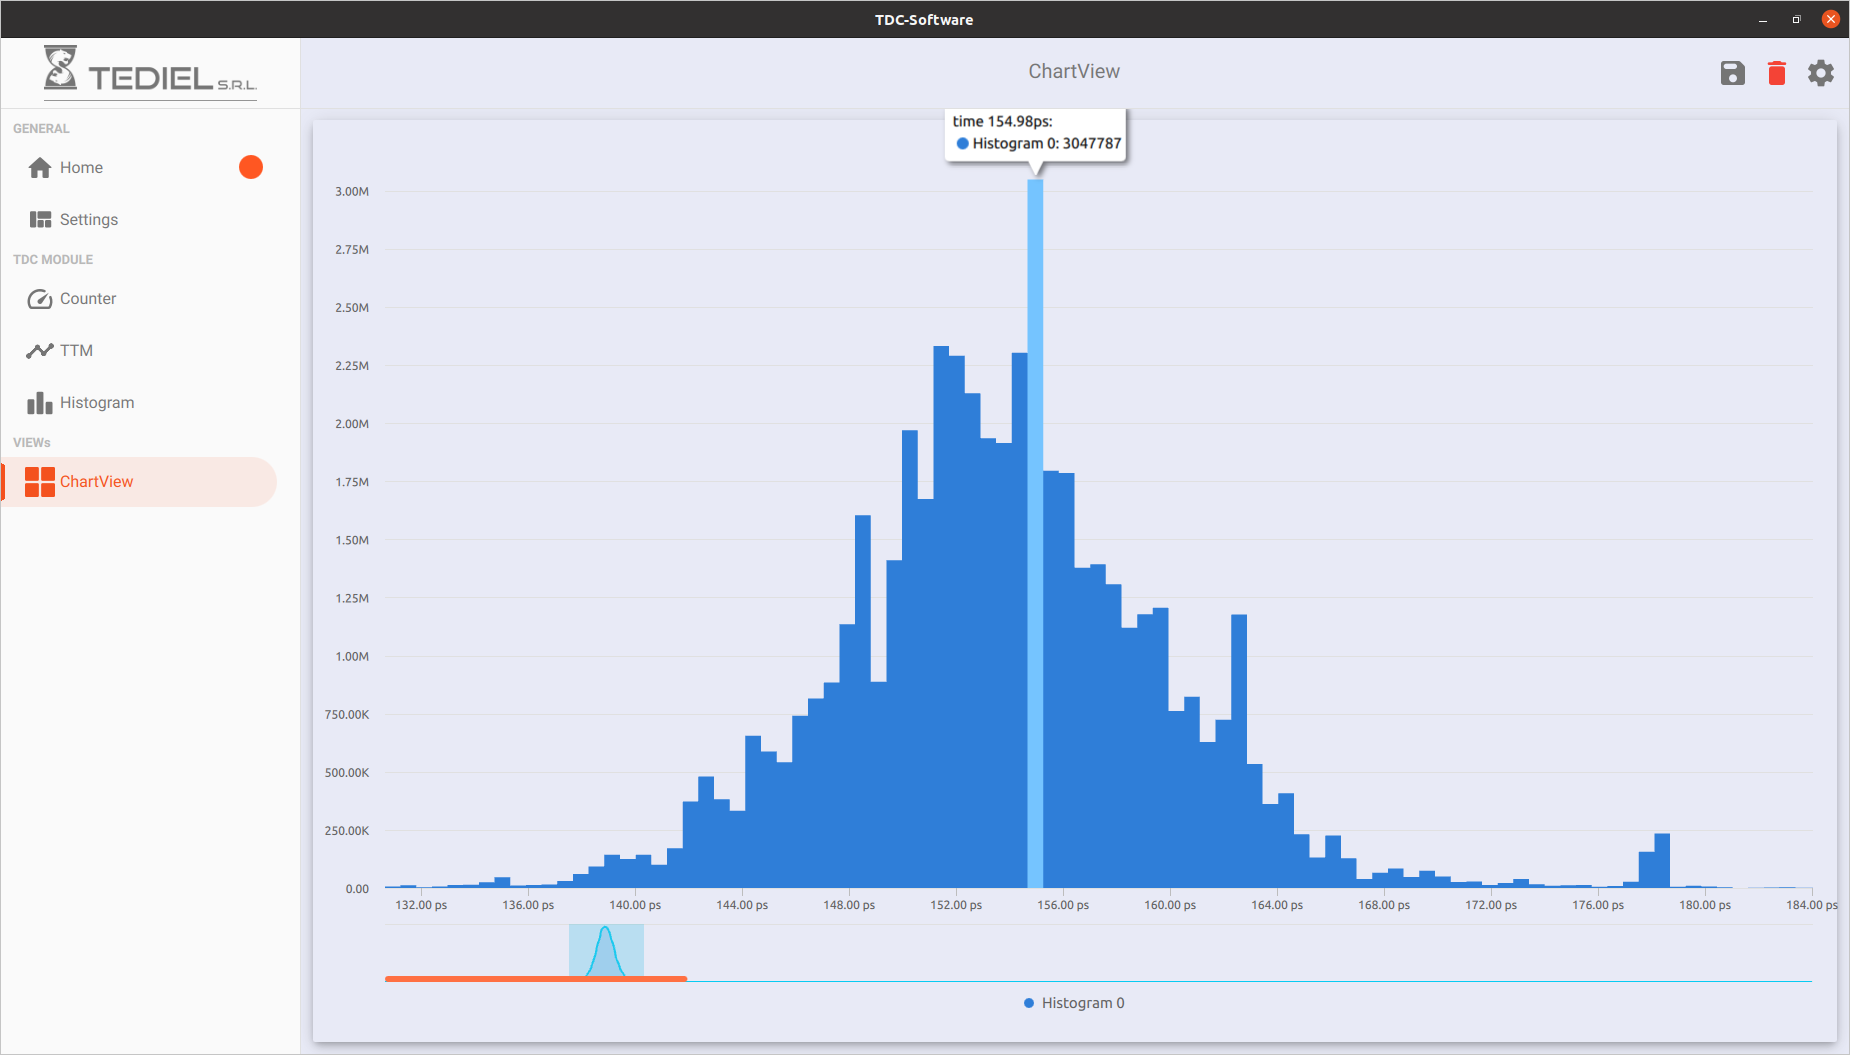 TDC-Software
TEDIEL S.R.L.
ChartView
GENERAL
Home
Settings
TDC MODULE
Counter
TTM
Histogram
VIEWs
ChartView
time 154.98ps:
Histogram 0: 3047787
3.00M
2.75M
2.50M
2.25M
2.00M
1.75M
1.50M
1.25M
1.00M
750.00K
500.00K
250.00K
0.00
132.00 ps 136.00 ps 140.00 ps 144.00 ps 148.00 ps 152.00 ps 156.00 ps 160.00 ps 164.00 ps 168.00 ps 172.00 ps 176.00 ps 180.00 ps 184.00 ps
Histogram 0